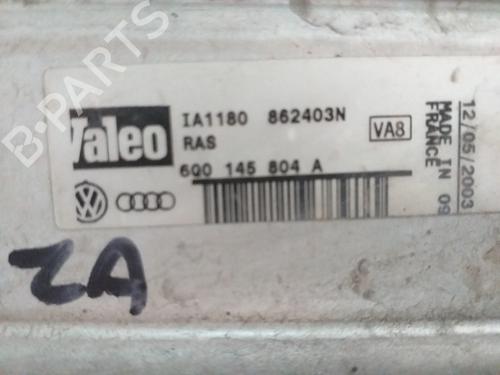 B-PARTS
Valeo
IA1180 862403N
RAS
VA8
6Q0 145 804 A
12/05/2003
MADE IN 09
FRANCE
ZA